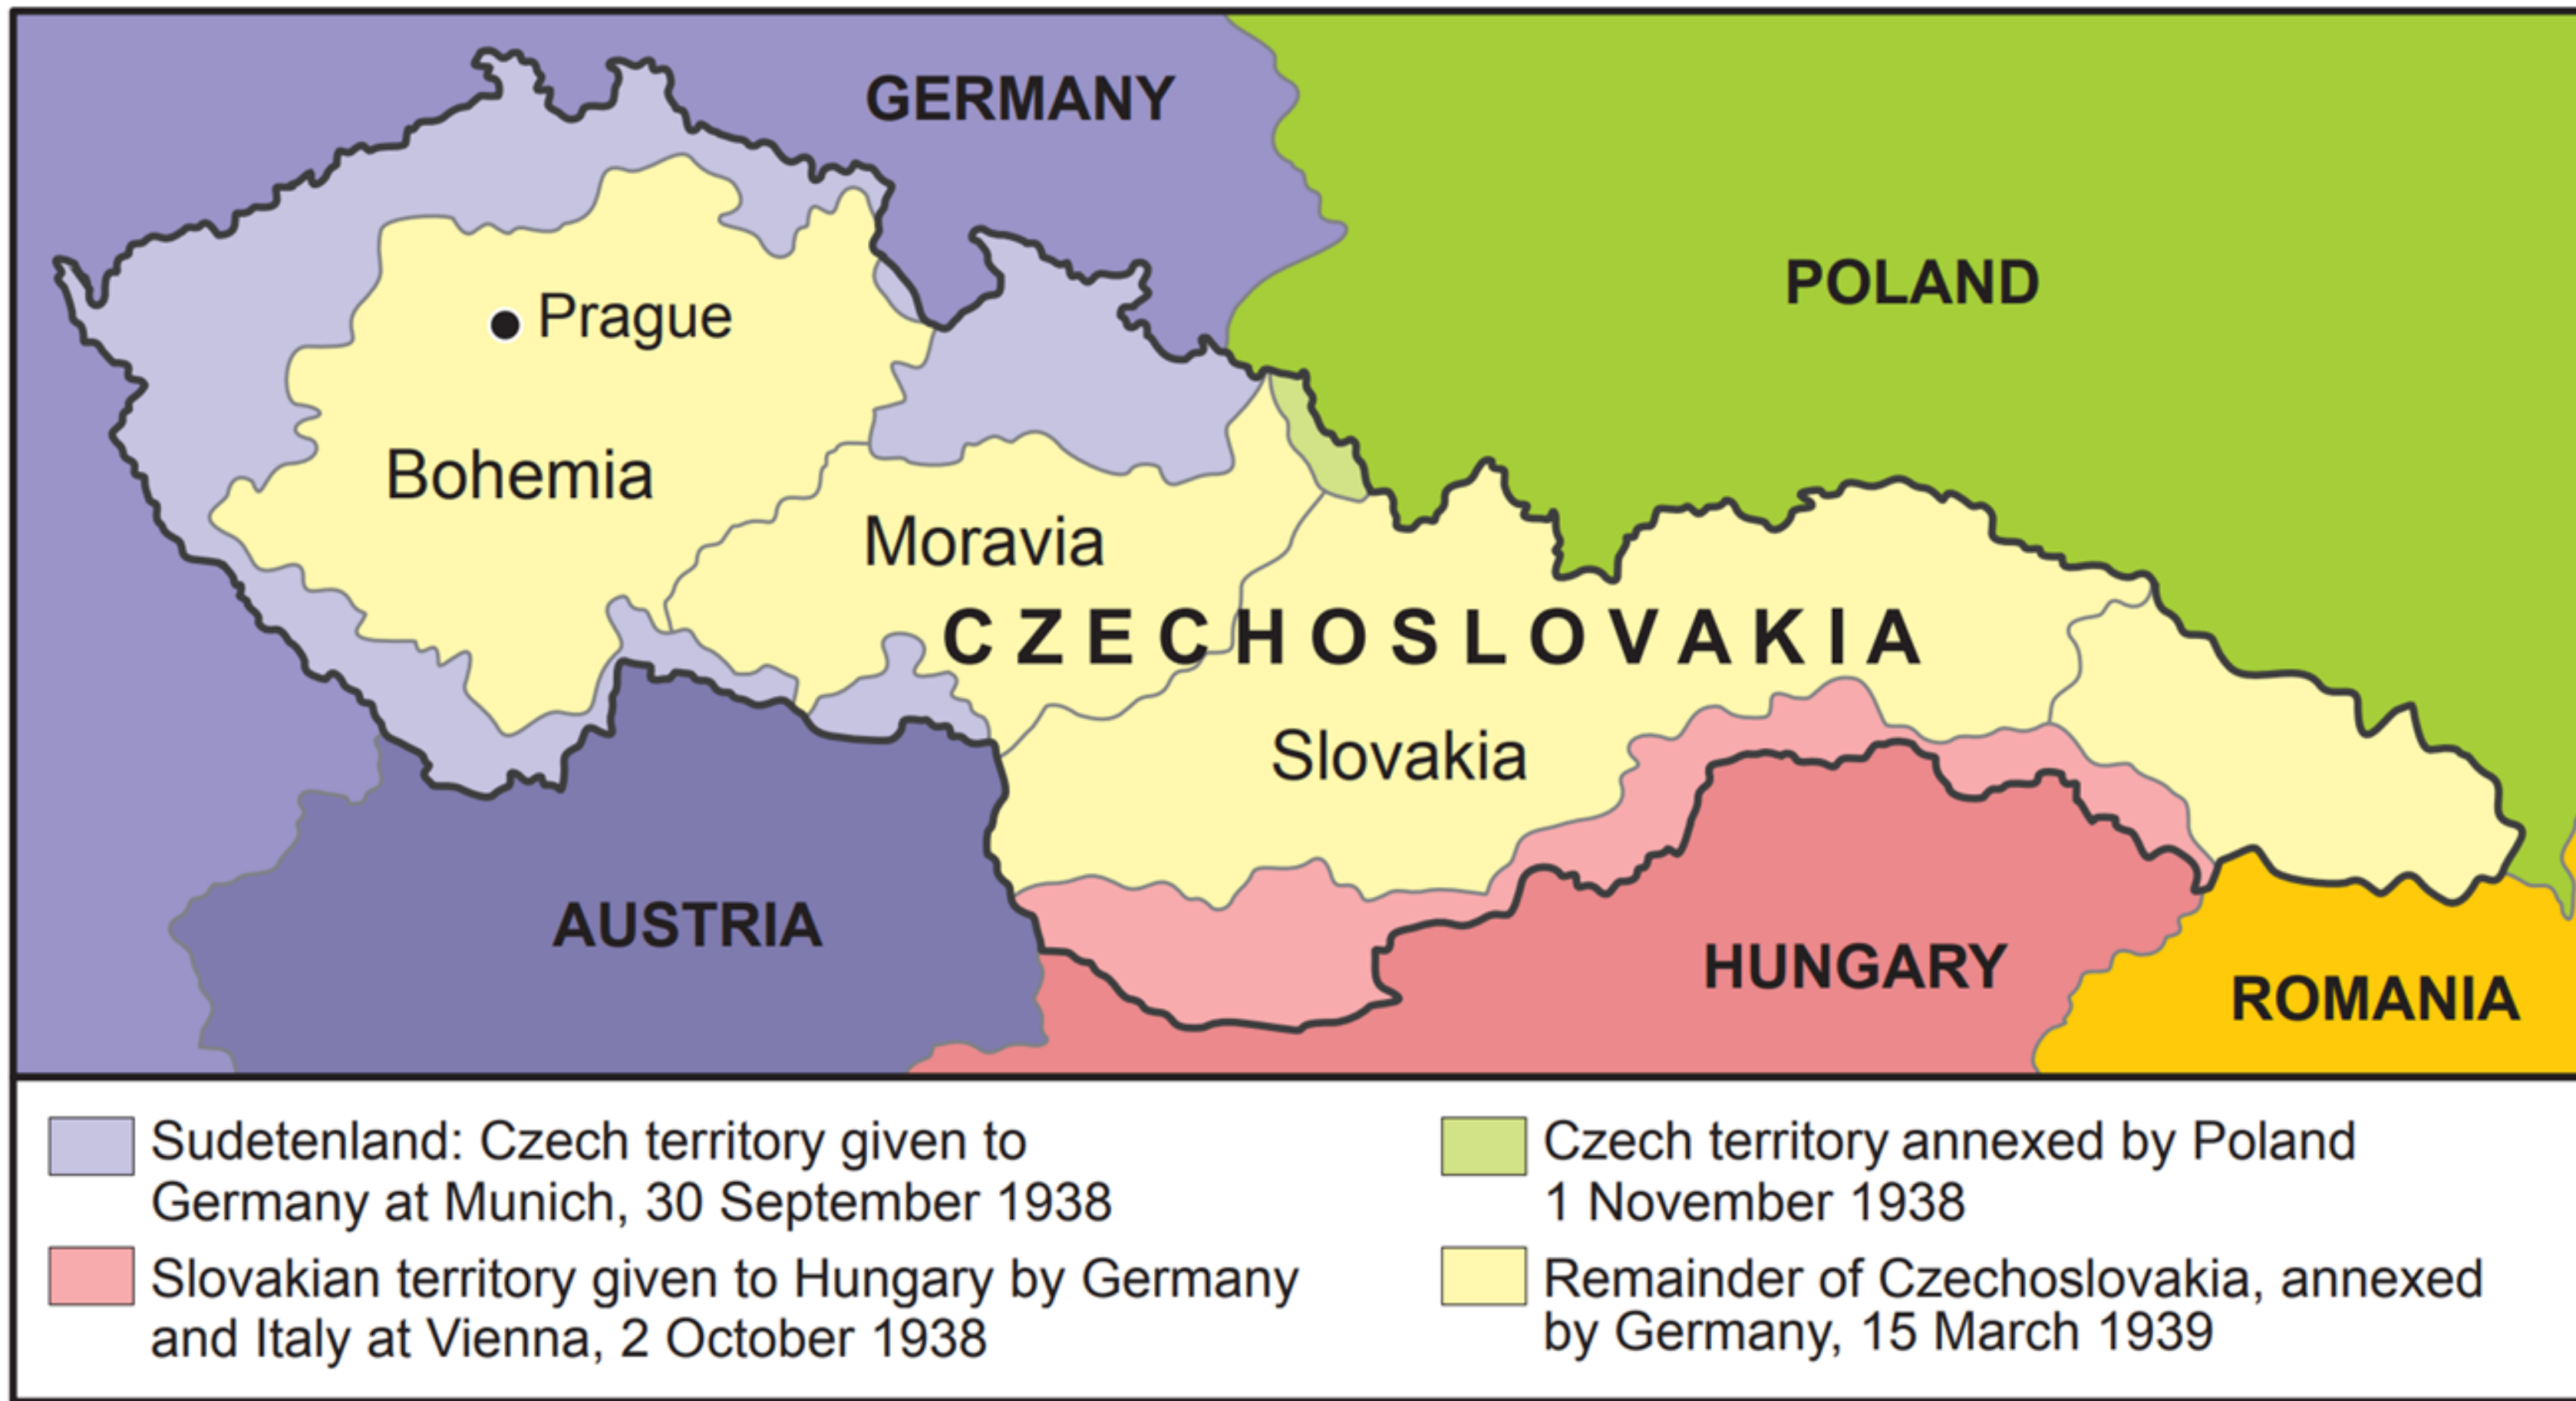 GERMANY
POLAND
Prague
Bohemia
Moravia
CZECHOSLOVAKIA
Slovakia
AUSTRIA
HUNGARY
ROMANIA
Sudetenland: Czech territory given to
Germany at Munich, 30 September 1938
Slovakian territory given to Hungary by Germany
and Italy at Vienna, 2 October 1938
Czech territory annexed by Poland
1 November 1938
Remainder of Czechoslovakia, annexed
by Germany, 15 March 1939